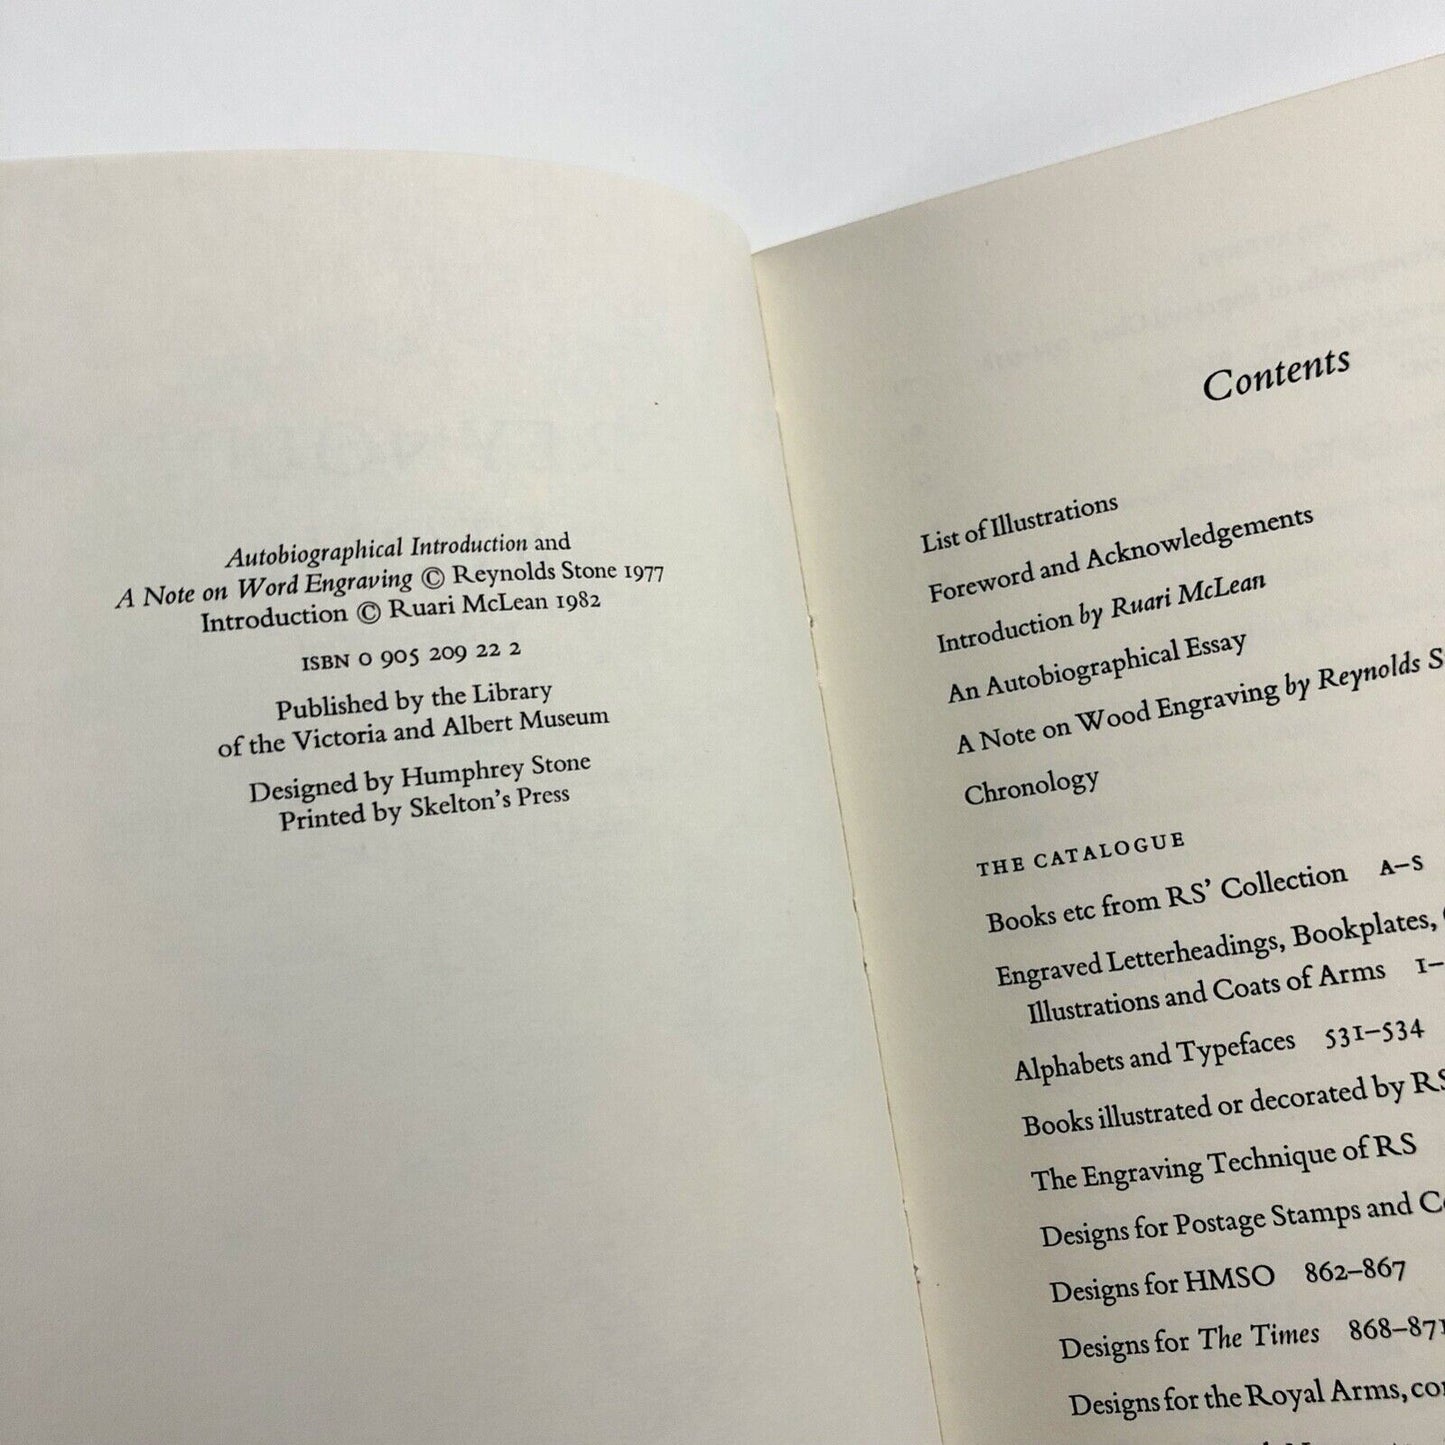 Autobiographical Introduction and
A Note on Word Engraving © Reynolds Stone 1977
Introduction © Ruari McLean 1982
ISBN 0 905 209 22 2
Published by the Library
of the Victoria and Albert Museum
Designed by Humphrey Stone
Printed by Skelton's Press
Contents
List of Illustrations
Foreword and Acknowledgements
Introduction by Ruari McLean
An Autobiographical Essay
A Note on Wood Engraving by Reynolds
Chronology
THE CATALOGUE
Books etc from RS' Collection A–S
Engraved Letterheadings, Bookplates,
Illustrations and Coats of Arms 1–
Alphabets and Typefaces 531–534
Books illustrated or decorated by RS
The Engraving Technique of RS
Designs for Postage Stamps and
Designs for HMSO 862–867
Designs for The Times 868–871
Designs for the Royal Arms,